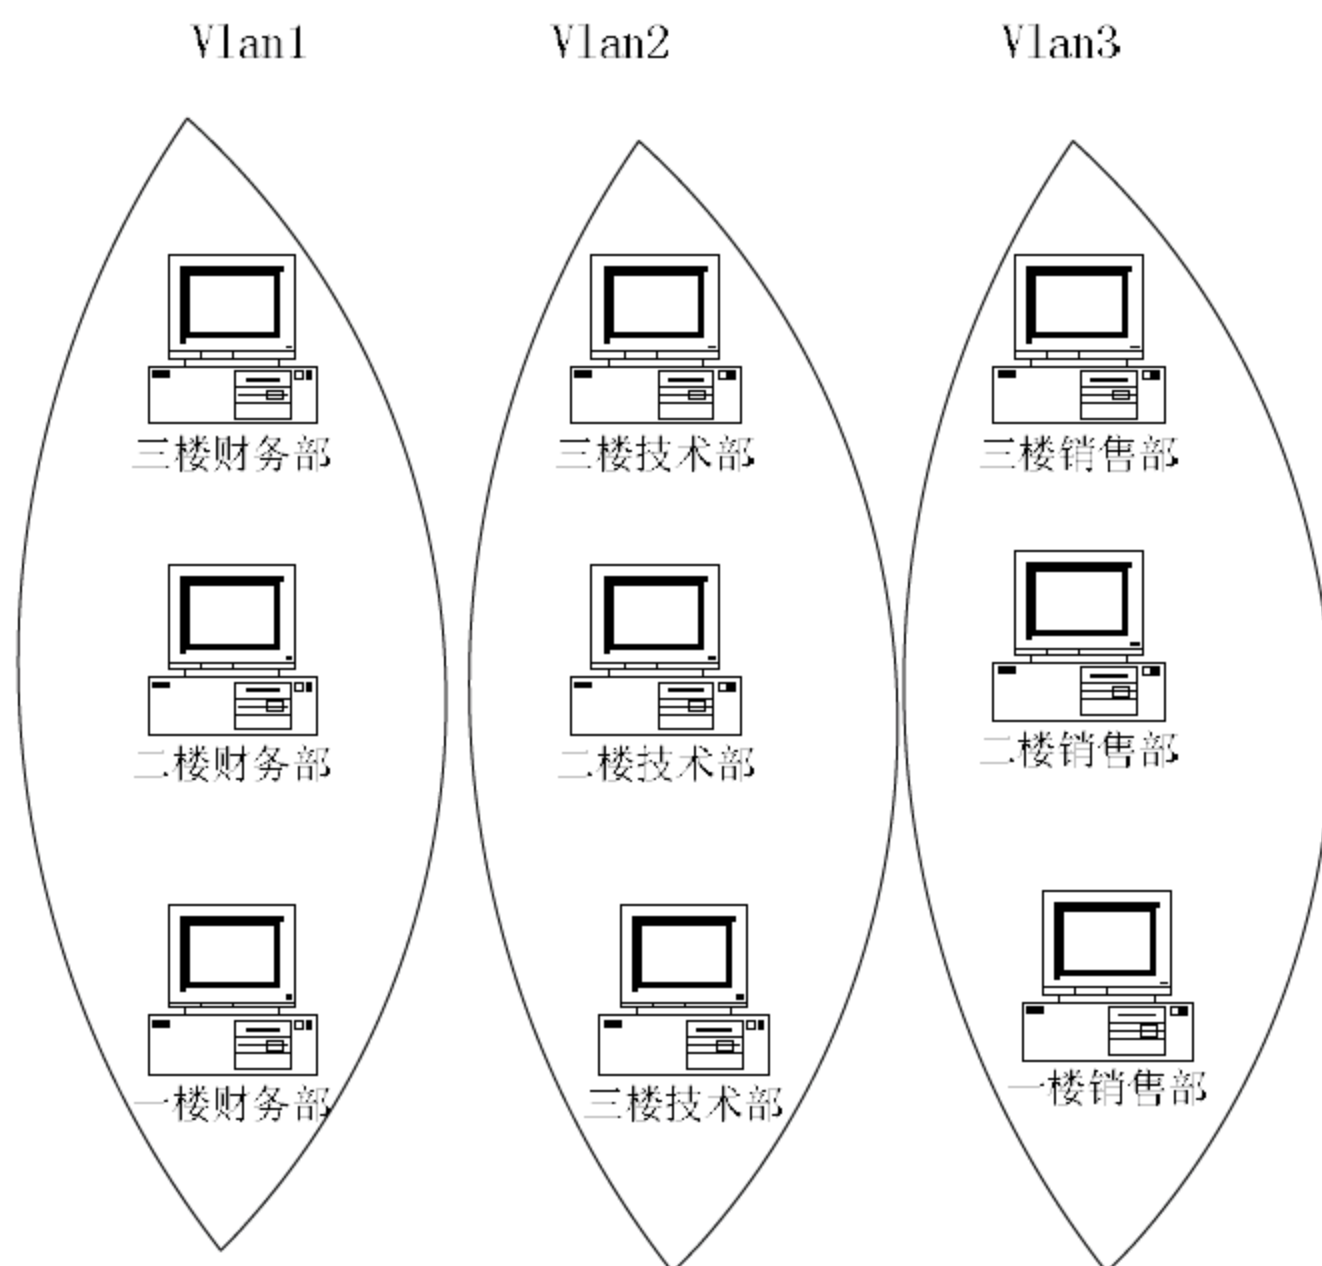 Vlan1
Vlan2
Vlan3
三楼财务部
三楼技术部
三楼销售部
二楼财务部
二楼技术部
二楼销售部
一楼财务部
三楼技术部
一楼销售部